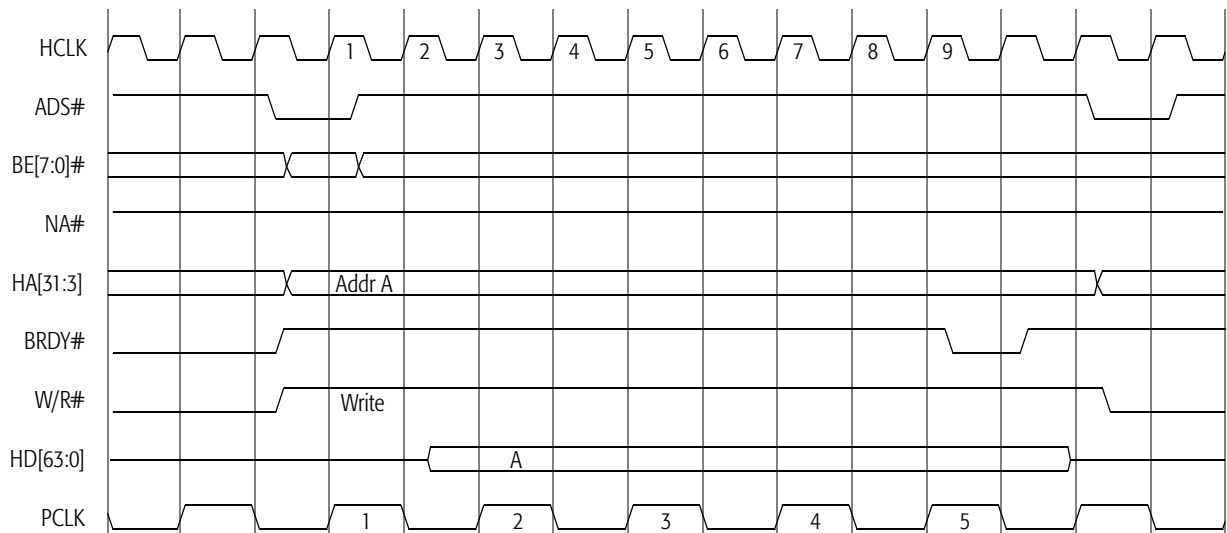 HCLK 1 2 3 4 5 6 7 8 9
ADS#
BE[7:0]#
NA#
HA[31:3] Addr A
BRDY#
W/R# Write
HD[63:0] A
PCLK 1 2 3 4 5